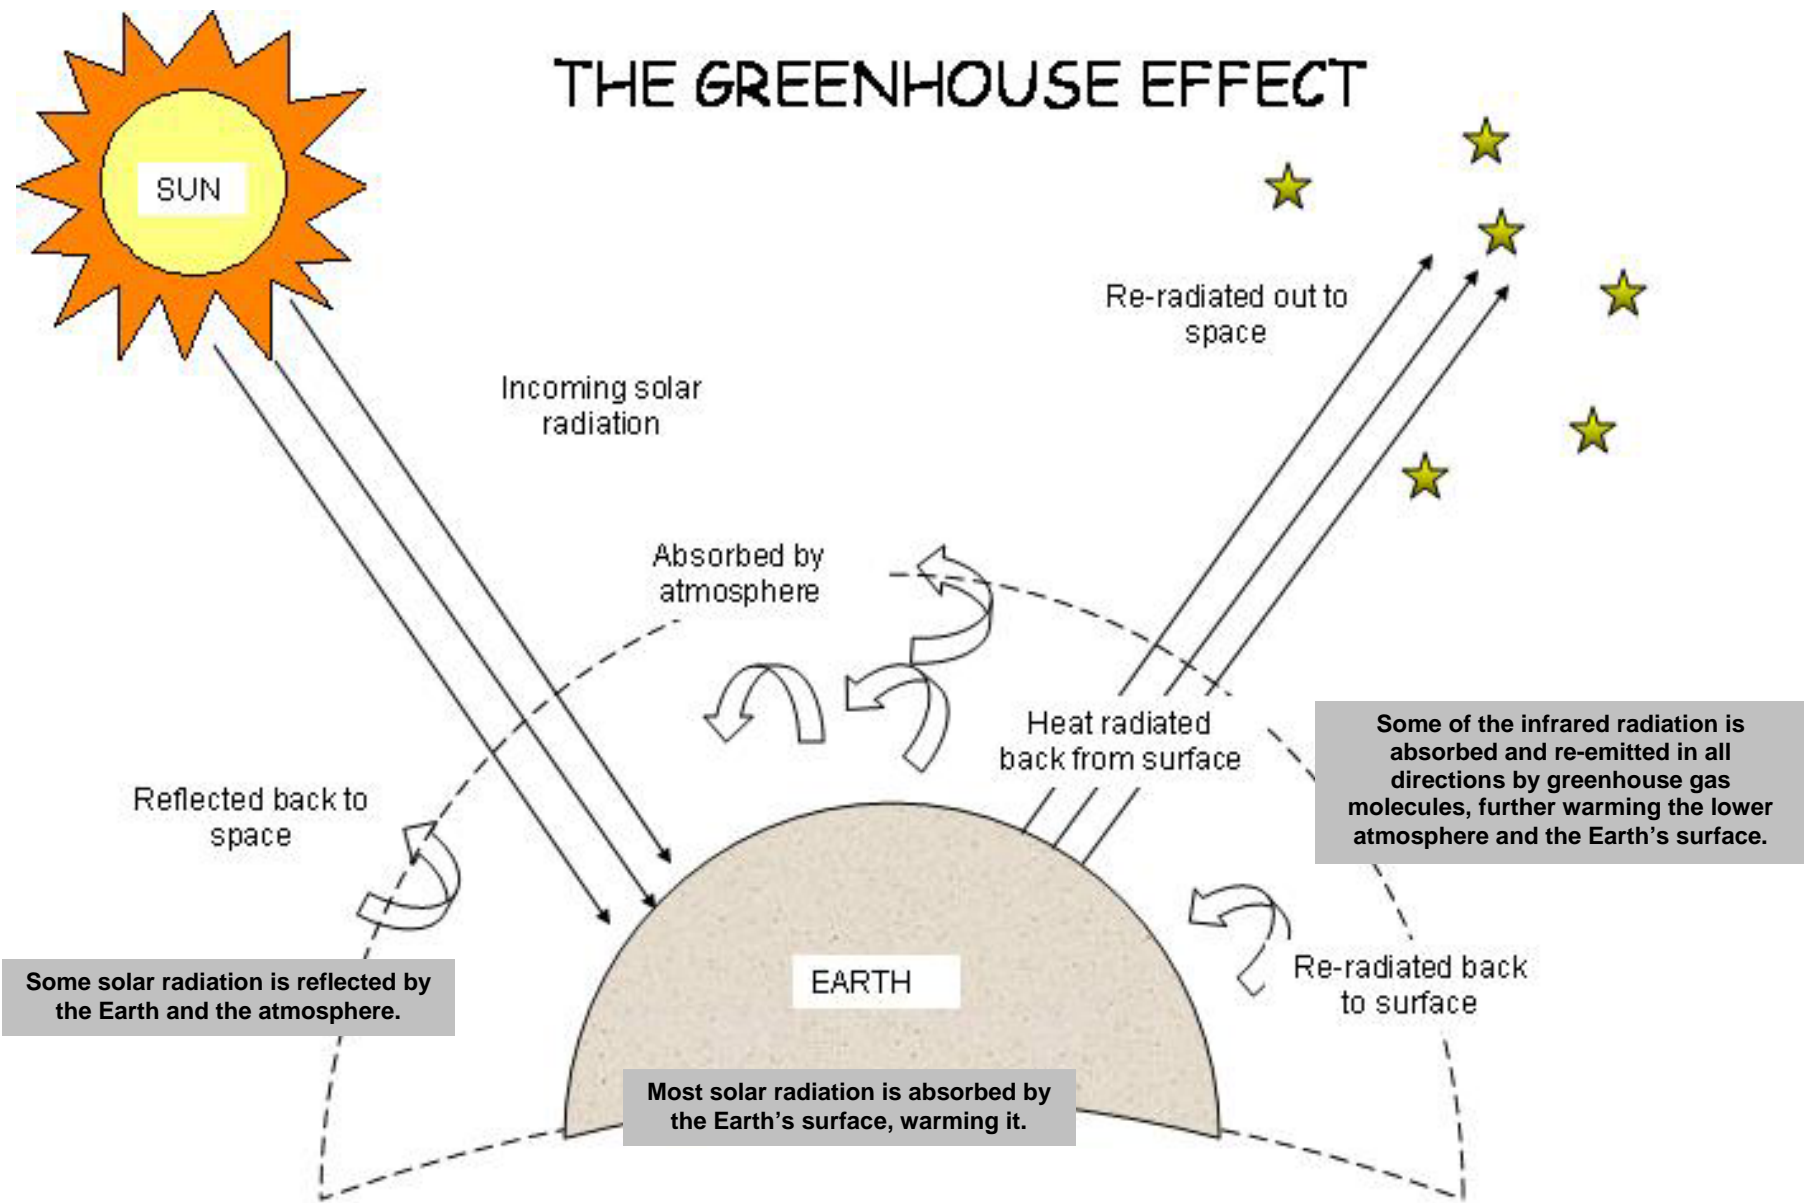 THE GREENHOUSE EFFECT
SUN
Re-radiated out to
space
Incoming solar
radiation
Absorbed by
atmosphere
Heat radiated
back from surface
Some of the infrared radiation is
absorbed and re-emitted in all
directions by greenhouse gas
molecules, further warming the lower
atmosphere and the Earth’s surface.
Reflected back to
space
Some solar radiation is reflected by
the Earth and the atmosphere.
EARTH
Re-radiated back
to surface
Most solar radiation is absorbed by
the Earth’s surface, warming it.